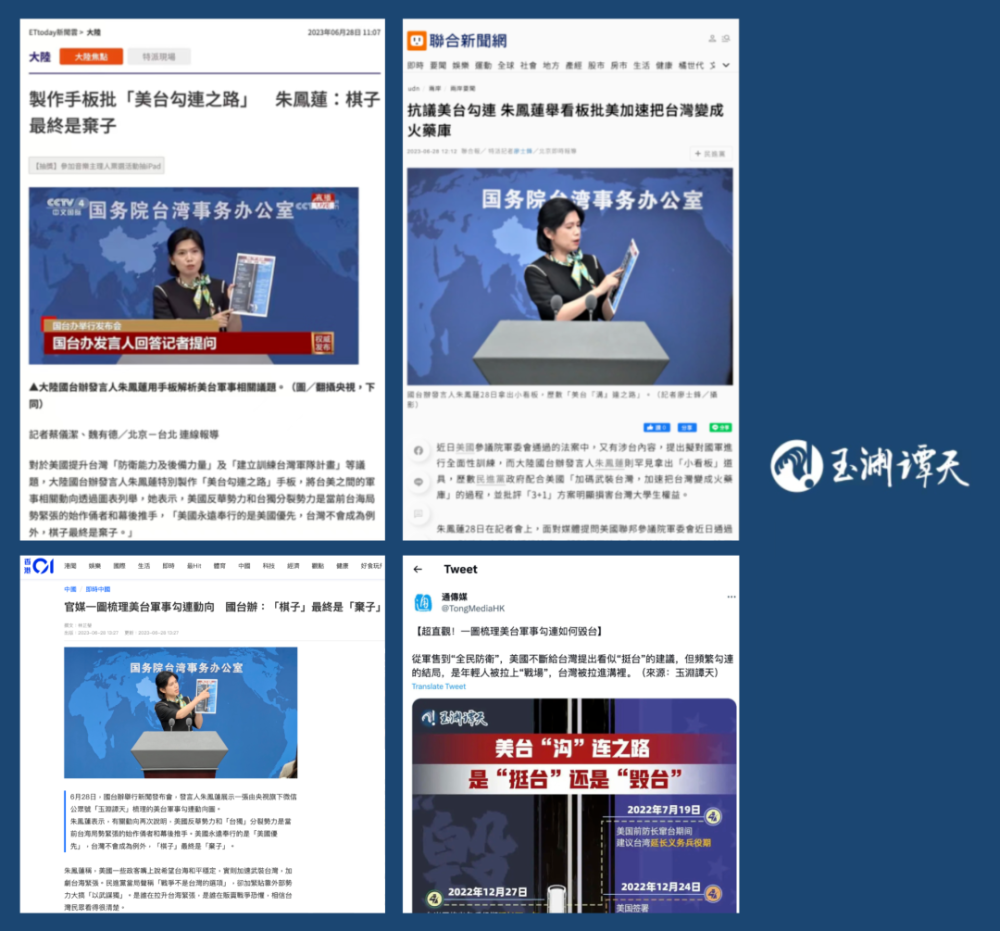 ETtoday新聞雲 > 大陸
2023年06月28日 11:07
大陸
大陸焦點
特派現場
製作手板批「美台勾連之路」　朱鳳蓮：棋子
最終是棄子
CCTV 4
中文国际
国务院台湾事务办公室
直播
LIVE
国台办举行发布会
国台办发言人回答记者提问
权威
发布
▲大陸國台辦發言人朱鳳蓮用手板解析美台軍事相關議題。（圖／翻攝央視，下
同）
記者蔡儀潔、魏有德／北京－台北 連線報導
對於美國提升台灣「防衛能力及後備力量」及「建立訓練台灣軍隊計畫」等議
題，朱鳳蓮特別製作「美台勾連之路」手板，將台美之間的軍
事相關動向透過圖表列舉，她表示，美國反華勢力和台獨分裂勢力是當前台海局
勢緊張的始作俑者和幕後推手，「美國永遠奉行的是美國優先，台灣不會成為例
外，棋子最終是棄子。」
聯合新聞網
即時 要聞 娛樂 運動 全球 社會 地方 產經 股市 房市 生活 健康 橘世代
udn / 兩岸 / 兩岸要聞
抗議美台勾連 朱鳳蓮舉看板批美加速把台灣變成
火藥庫
2023-06-28 12:12
国务院台湾事务办公室
國台辦發言人朱鳳蓮28日拿出小看板，歷數「美台『溝』連之路」。（記者廖士鋒／攝
影）
近日美國參議院軍委會通過的法案中，又有涉台內容，提出擬對國軍進
行全面性訓練，而大陸國台辦發言人朱鳳蓮則罕見拿出「小看板」道
具，歷數民進黨政府配合美國「加碼武裝台灣，加速把台灣變成火藥
庫」的過程，並批評「3+1」方案明顯損害台灣大學生權益。
朱鳳蓮28日在記者會上，面對媒體提問美國聯邦參議院軍委會近日通過
玉渊谭天
香港01
港聞 娛樂 國際 生活 即時 最Hit 體育 中國 科技 經濟 觀點 健康 好食玩飛
中國 即時中國
官媒一圖梳理美台軍事勾連動向　國台辦：「棋子」最終是「棄子」
国务院台湾事务办公室
6月28日，國台辦舉行新聞發布會，發言人朱鳳蓮展示一張由央視旗下微信
公眾號「玉淵譚天」梳理的美台軍事勾連動向圖。
朱鳳蓮表示，有關動向再次說明，美國反華勢力和「台獨」分裂勢力是當
前台海局勢緊張的始作俑者和幕後推手。美國永遠奉行的是「美國優
先」，台灣不會成為例外，「棋子」最終是「棄子」。
朱鳳蓮稱，美國一些政客嘴上說希望台海和平穩定，實則加速武裝台灣、加
劇台海緊張。民進黨當局聲稱「戰爭不是台灣的選項」，卻加緊勾靠外部勢
力大搞「以武謀獨」。是誰在拉升台海緊張，是誰在販賣戰爭恐懼，相信台
灣民眾看得很清楚。
Tweet
通傳媒
@TongMediaHK
【超直觀！一圖梳理美台軍事勾連如何毀台】
從軍售到“全民防衛”，美國不斷給台灣提出看似“挺台”的建議，但頻繁勾連
的結局，是年輕人被拉上“戰場”，台灣被拉進溝裡。（來源：玉淵譚天）
Translate Tweet
玉渊谭天
美台“沟”连之路
是“挺台”还是“毁台”
毁
2022年7月19日
美国前防长窜台期间
建议台湾延长义务兵役期
2022年12月27日
2022年12月24日
美国签署